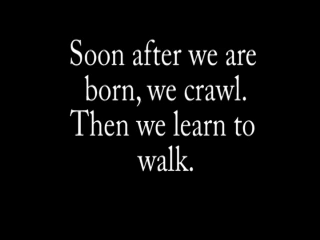 Soon after we are
born, we crawl.
Then we learn to
walk.